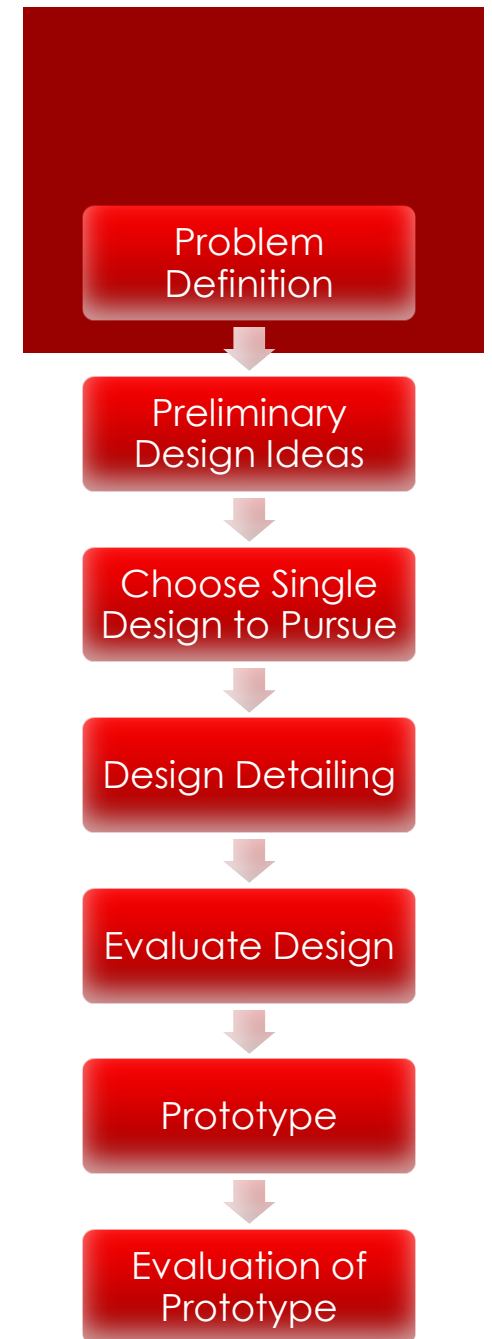 Problem
Definition
Preliminary
Design Ideas
Choose Single
Design to Pursue
Design Detailing
Evaluate Design
Prototype
Evaluation of
Prototype